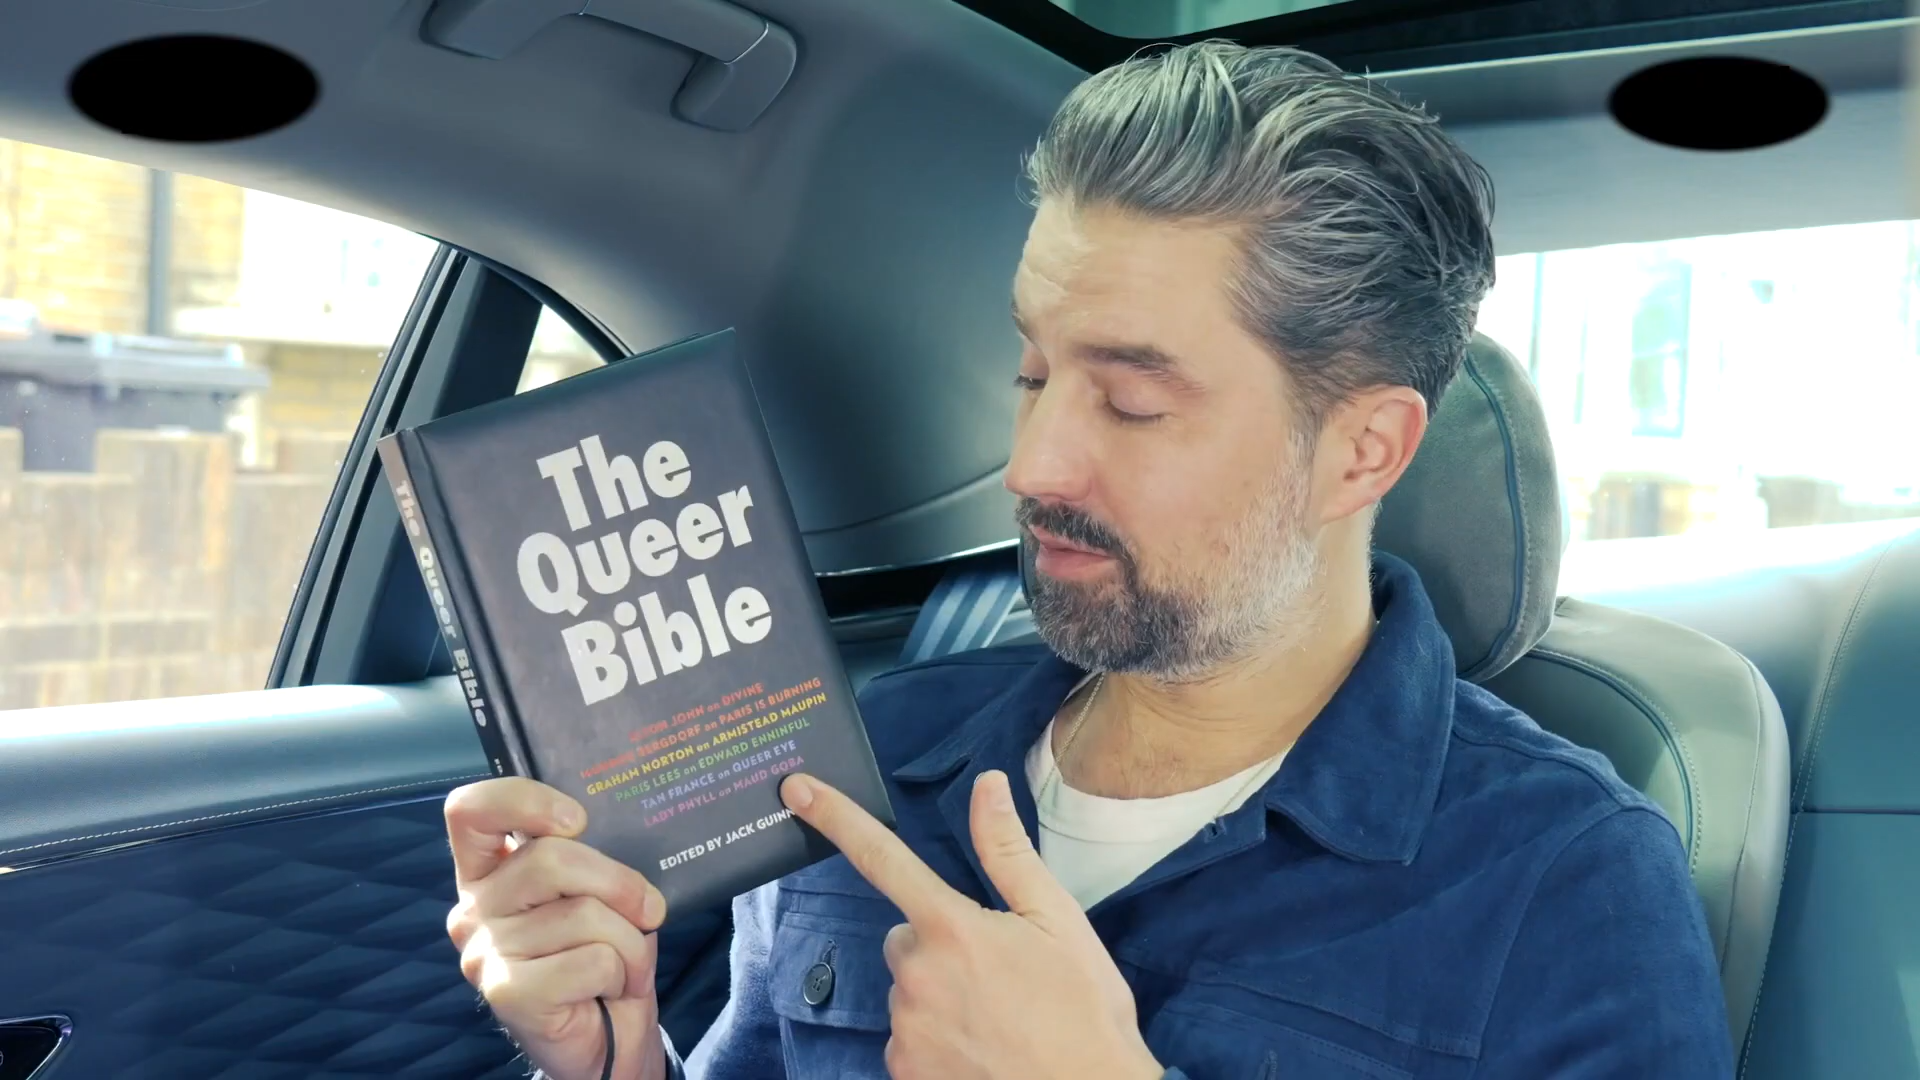 The
Queer
Bible
ELTON JOHN on DIVINE
MUNROE BERGDORF on PARIS IS BURNING
GRAHAM NORTON on ARMISTEAD MAUPIN
PARIS LEES on EDWARD ENNINFUL
TAN FRANCE on QUEER EYE
LADY PHYLL on MAUD GOBA
EDITED BY JACK GUINN
The Queer Bible